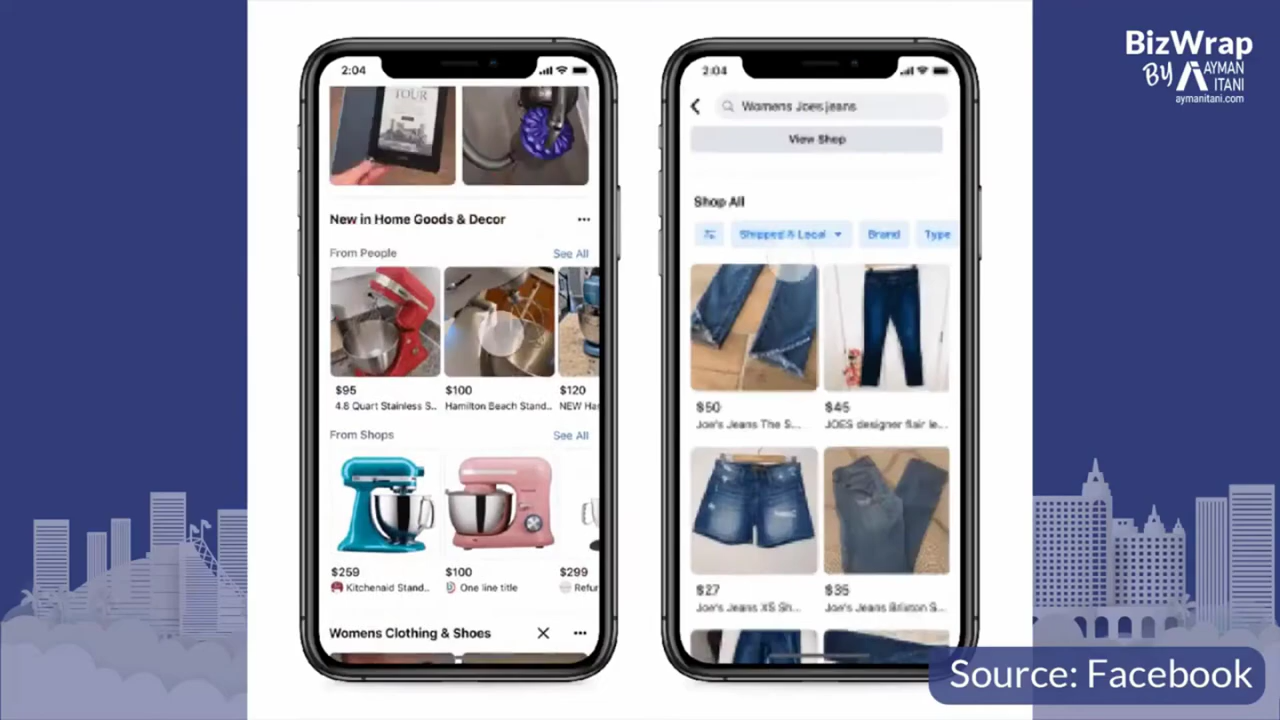 BizWrap
BY AYMAN
ITANI
aymanitani.com
2:04
TOUR
New in Home Goods & Decor
From People See All
$95 $100 $120
4.8 Quart Stainless S.. Hamilton Beach Stand.. NEW Har
From Shops See All
$259 $100 $299
Kitchenaid Stand.. One line title Refur
Womens Clothing & Shoes
2:04
Womens Joes jeans
View Shop
Shop All
Shipped & Local Brand Type
$50 $45
Joe's Jeans The S... JOES designer flair le...
$27 $35
Joe's Jeans XS Sh... Joe's Jeans Brixton S...
Source: Facebook